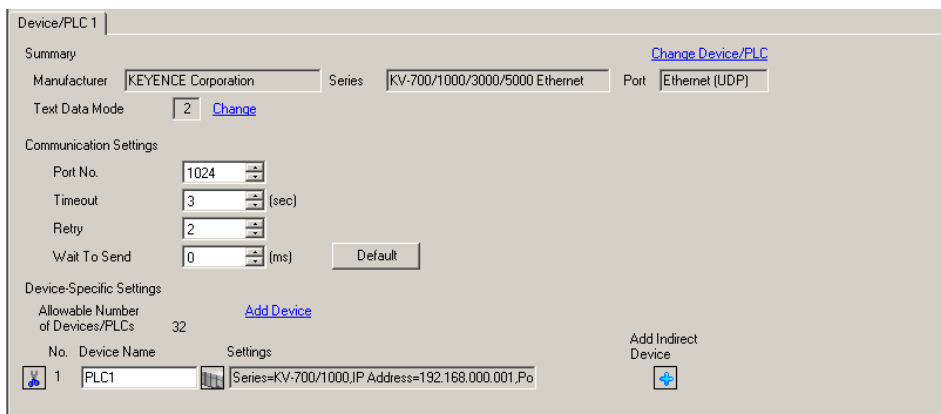 Device/PLC 1
Summary
Change Device/PLC
Manufacturer KEYENCE Corporation Series KV-700/1000/3000/5000 Ethernet Port Ethernet (UDP)
Text Data Mode 2 Change
Communication Settings
Port No. 1024
Timeout 3 (sec)
Retry 2
Wait To Send 0 (ms) Default
Device-Specific Settings
Allowable Number
of Devices/PLCs 32
Add Device
Add Indirect
Device
No. Device Name Settings
1 PLC1 Series=KV-700/1000,IP Address=192.168.000.001,Po